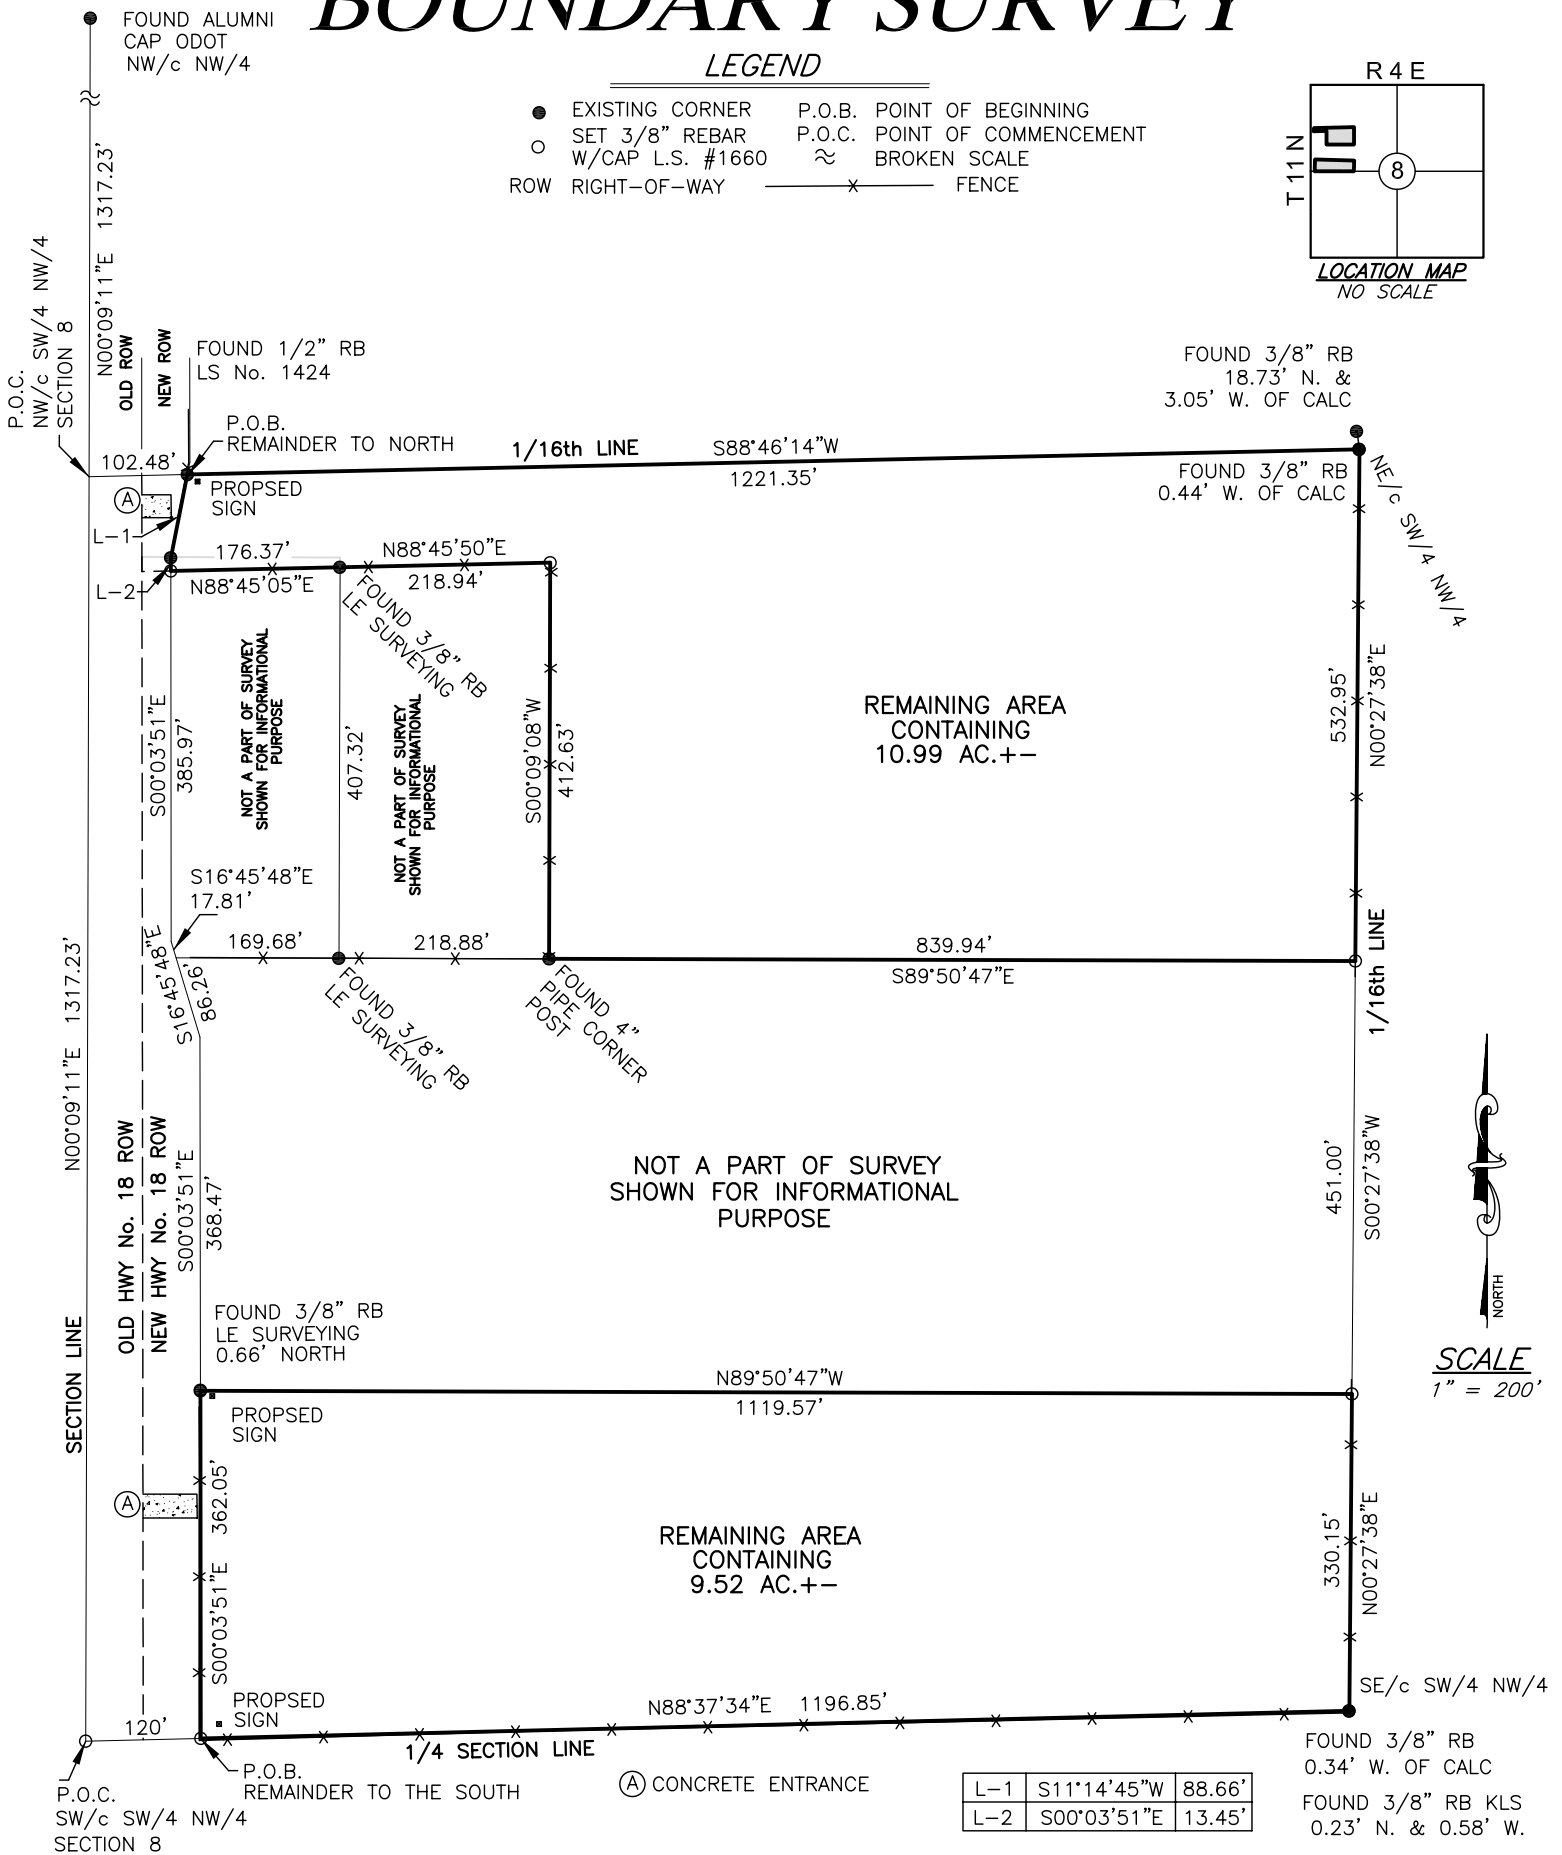 BOUNDARY SURVEY
FOUND ALUMNI
CAP ODOT
NW/c NW/4
LEGEND
EXISTING CORNER
SET 3/8" REBAR
W/CAP L.S. #1660
ROW RIGHT-OF-WAY
P.O.B. POINT OF BEGINNING
P.O.C. POINT OF COMMENCEMENT
≈ BROKEN SCALE
FENCE
R 4 E
T 11 N
8
LOCATION MAP
NO SCALE
N00°09'11"E 1317.23'
P.O.C.
NW/c SW/4 NW/4
SECTION 8
OLD ROW
NEW ROW
FOUND 1/2" RB
LS No. 1424
P.O.B.
REMAINDER TO NORTH
1/16th LINE
S88°46'14"W
1221.35'
FOUND 3/8" RB
18.73' N. &
3.05' W. OF CALC
FOUND 3/8" RB
0.44' W. OF CALC
NE/c SW/4 NW/4
102.48'
A
PROPSED
SIGN
L-1
L-2
176.37'
N88°45'05"E
N88°45'50"E
218.94'
FOUND 3/8" RB
LE SURVEYING
NOT A PART OF SURVEY
SHOWN FOR INFORMATIONAL
PURPOSE
NOT A PART OF SURVEY
SHOWN FOR INFORMATIONAL
PURPOSE
S00°03'51"E
385.97'
407.32'
S00°09'08"W
412.63'
REMAINING AREA
CONTAINING
10.99 AC.+-
532.95'
N00°27'38"E
S16°45'48"E
17.81'
169.68'
218.88'
839.94'
S89°50'47"E
S16°45'48"E
86.26'
FOUND 3/8" RB
LE SURVEYING
FOUND 4"
PIPE CORNER
POST
1/16th LINE
N00°09'11"E 1317.23'
SECTION LINE
OLD HWY No. 18 ROW
NEW HWY No. 18 ROW
S00°03'51"E
368.47'
NOT A PART OF SURVEY
SHOWN FOR INFORMATIONAL
PURPOSE
451.00'
S00°27'38"W
NORTH
SCALE
1" = 200'
FOUND 3/8" RB
LE SURVEYING
0.66' NORTH
N89°50'47"W
1119.57'
PROPSED
SIGN
A
362.05'
S00°03'51"E
REMAINING AREA
CONTAINING
9.52 AC.+-
330.15'
N00°27'38"E
PROPSED
SIGN
120'
N88°37'34"E 1196.85'
1/4 SECTION LINE
SE/c SW/4 NW/4
FOUND 3/8" RB
0.34' W. OF CALC
FOUND 3/8" RB KLS
0.23' N. & 0.58' W.
P.O.B.
REMAINDER TO THE SOUTH
P.O.C.
SW/c SW/4 NW/4
SECTION 8
A CONCRETE ENTRANCE
L-1 S11°14'45"W 88.66'
L-2 S00°03'51"E 13.45'